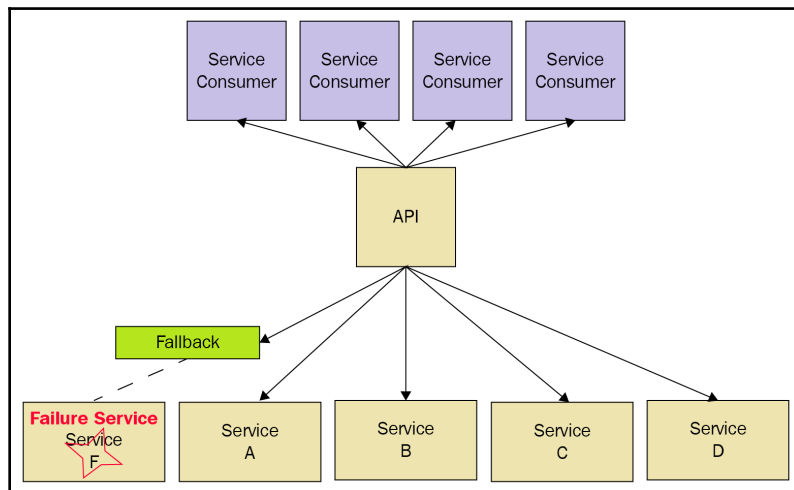 Service
Consumer
Service
Consumer
Service
Consumer
Service
Consumer
API
Fallback
Failure Service
Service
F
Service
A
Service
B
Service
C
Service
D